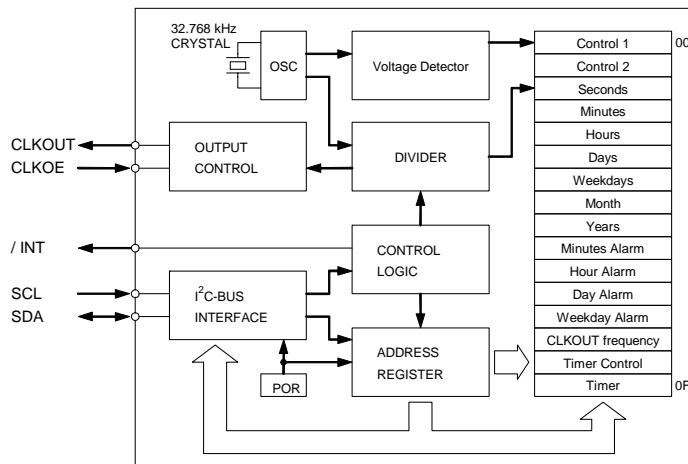 32.768 kHz
CRYSTAL
OSC
Voltage Detector
CLKOUT
CLKOE
OUTPUT
CONTROL
DIVIDER
/ INT
CONTROL
LOGIC
SCL
SDA
I²C-BUS
INTERFACE
ADDRESS
REGISTER
POR
Control 1
00
Control 2
Seconds
Minutes
Hours
Days
Weekdays
Month
Years
Minutes Alarm
Hour Alarm
Day Alarm
Weekday Alarm
CLKOUT frequency
Timer Control
Timer
0F